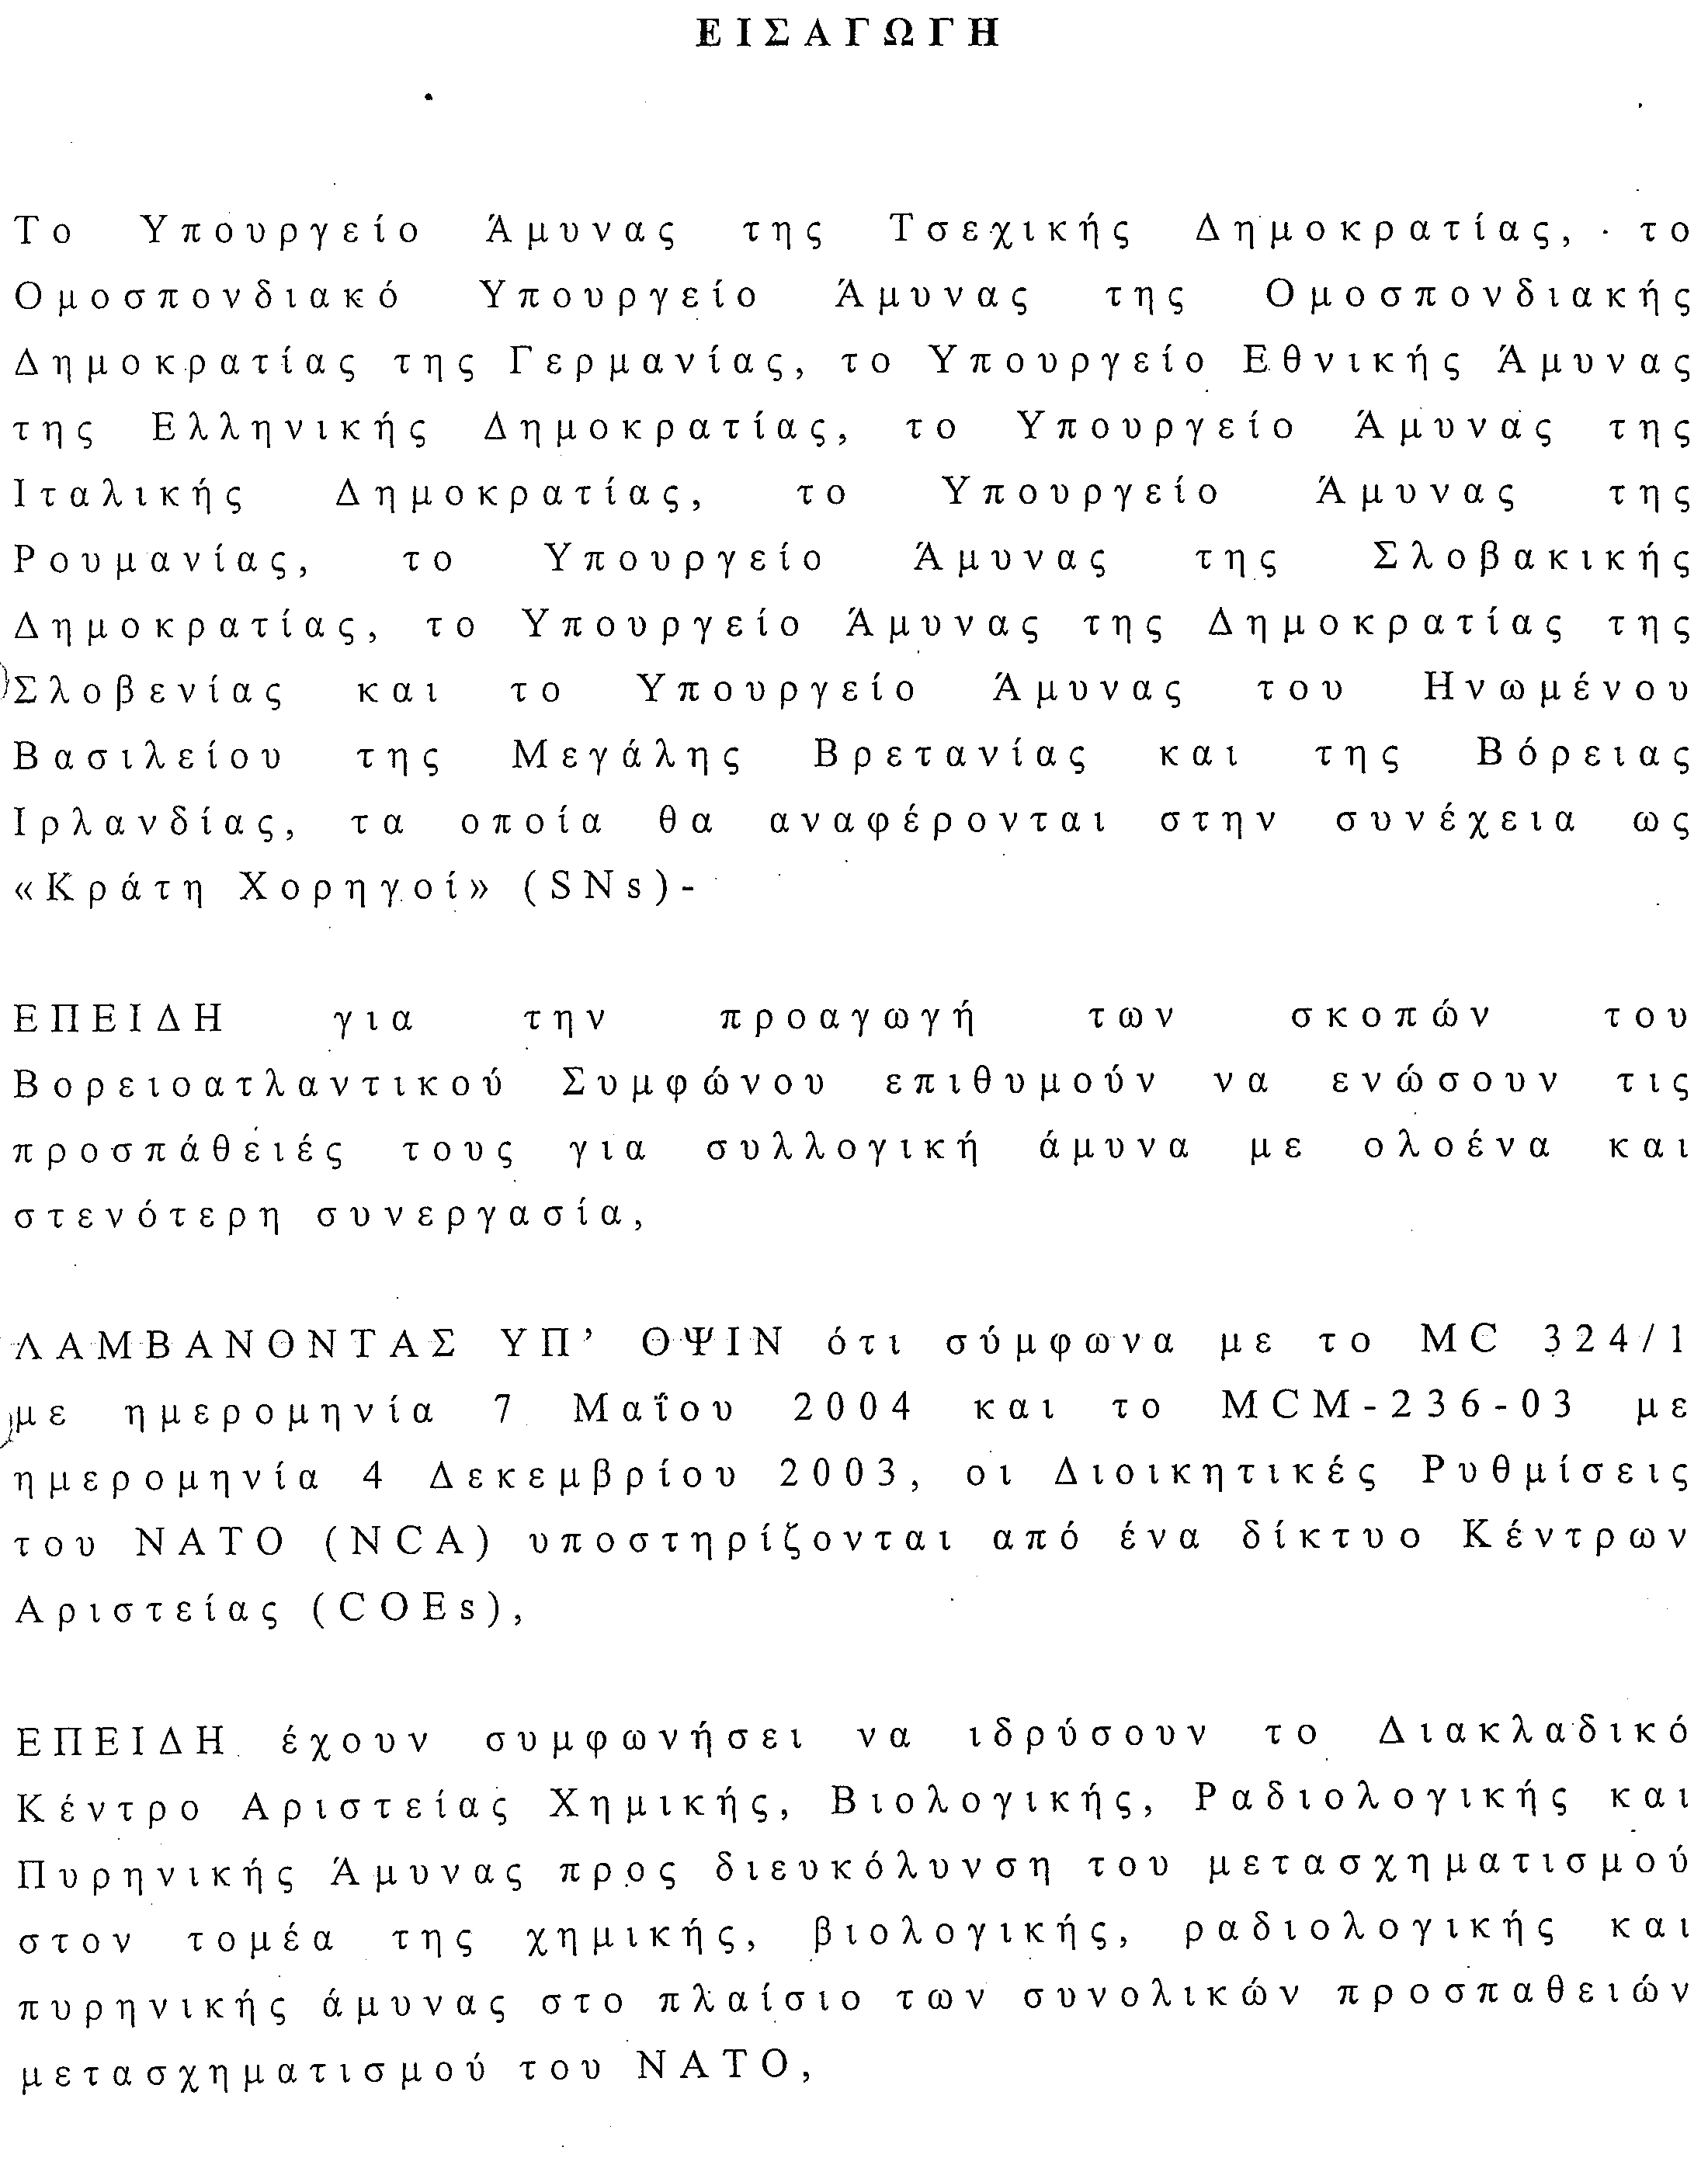 ΕΙΣΑΓΩΓΗ
Το Υπουργείο Άμυνας της Τσεχικής Δημοκρατίας, το
Ομοσπονδιακό Υπουργείο Άμυνας της Ομοσπονδιακής
Δημοκρατίας της Γερμανίας, το Υπουργείο Εθνικής Άμυνας
της Ελληνικής Δημοκρατίας, το Υπουργείο Άμυνας της
Ιταλικής Δημοκρατίας, το Υπουργείο Άμυνας της
Ρουμανίας, το Υπουργείο Άμυνας της Σλοβακικής
Δημοκρατίας, το Υπουργείο Άμυνας της Δημοκρατίας της
Σλοβενίας και το Υπουργείο Άμυνας του Ηνωμένου
Βασιλείου της Μεγάλης Βρετανίας και της Βόρειας
Ιρλανδίας, τα οποία θα αναφέρονται στην συνέχεια ως
«Κράτη Χορηγοί» (SNs)-
ΕΠΕΙΔΗ για την προαγωγή των σκοπών του
Βορειοατλαντικού Συμφώνου επιθυμούν να ενώσουν τις
προσπάθειές τους για συλλογική άμυνα με ολοένα και
στενότερη συνεργασία,
ΛΑΜΒΑΝΟΝΤΑΣ ΥΠ’ ΟΨΙΝ ότι σύμφωνα με το MC 324/1
με ημερομηνία 7 Μαΐου 2004 και το MCM-236-03 με
ημερομηνία 4 Δεκεμβρίου 2003, οι Διοικητικές Ρυθμίσεις
του ΝΑΤΟ (NCA) υποστηρίζονται από ένα δίκτυο Κέντρων
Αριστείας (COEs),
ΕΠΕΙΔΗ έχουν συμφωνήσει να ιδρύσουν το Διακλαδικό
Κέντρο Αριστείας Χημικής, Βιολογικής, Ραδιολογικής και
Πυρηνικής Άμυνας προς διευκόλυνση του μετασχηματισμού
στον τομέα της χημικής, βιολογικής, ραδιολογικής και
πυρηνικής άμυνας στο πλαίσιο των συνολικών προσπαθειών
μετασχηματισμού του ΝΑΤΟ,